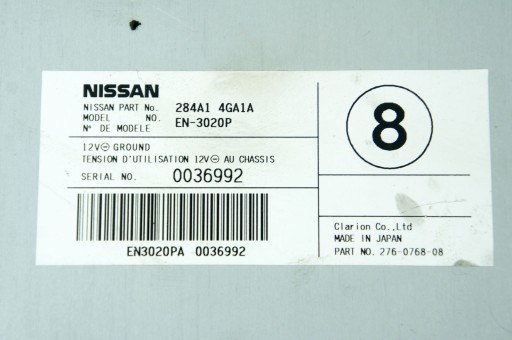 NISSAN
NISSAN PART No. 284A1 4GA1A
MODEL NO. EN-3020P
N° DE MODELE
12V⊖ GROUND
TENSION D'UTILISATION 12V⊖ AU CHASSIS
SERIAL NO. 0036992
EN3020PA 0036992
8
Clarion Co.,Ltd
MADE IN JAPAN
PART NO. 276-0768-08